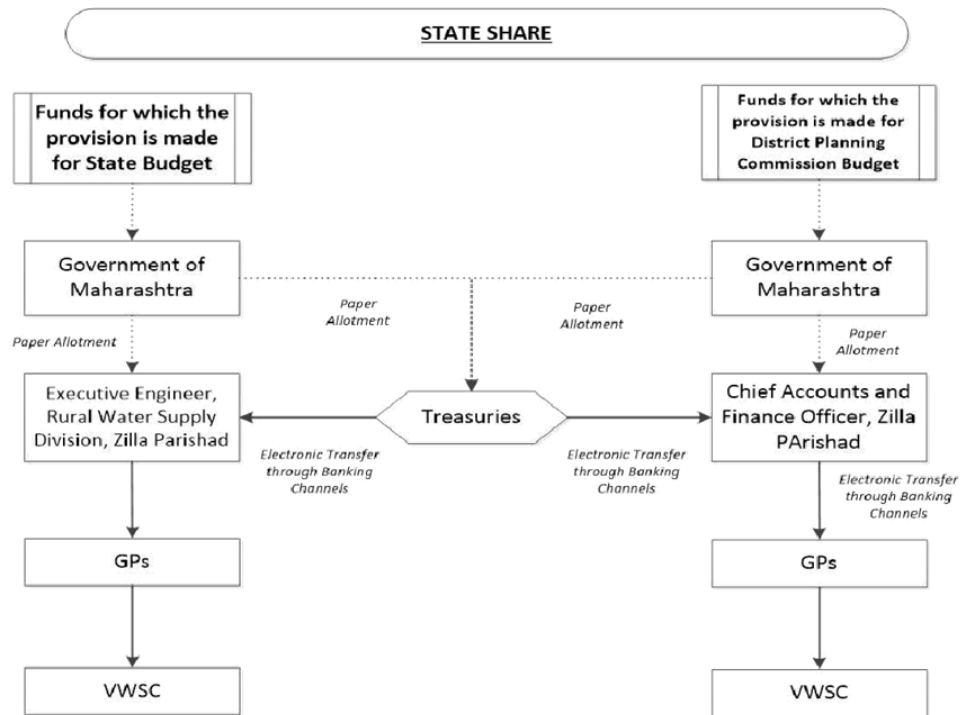 STATE SHARE
Funds for which the
provision is made
for State Budget
Funds for which the
provision is made for
District Planning
Commission Budget
Government of
Maharashtra
Government of
Maharashtra
Paper
Allotment
Paper
Allotment
Paper Allotment
Paper
Allotment
Executive Engineer,
Rural Water Supply
Division, Zilla Parishad
Treasuries
Chief Accounts and
Finance Officer, Zilla
PArishad
Electronic Transfer
through Banking
Channels
Electronic Transfer
through Banking
Channels
Electronic Transfer
through Banking
Channels
GPs
GPs
VWSC
VWSC